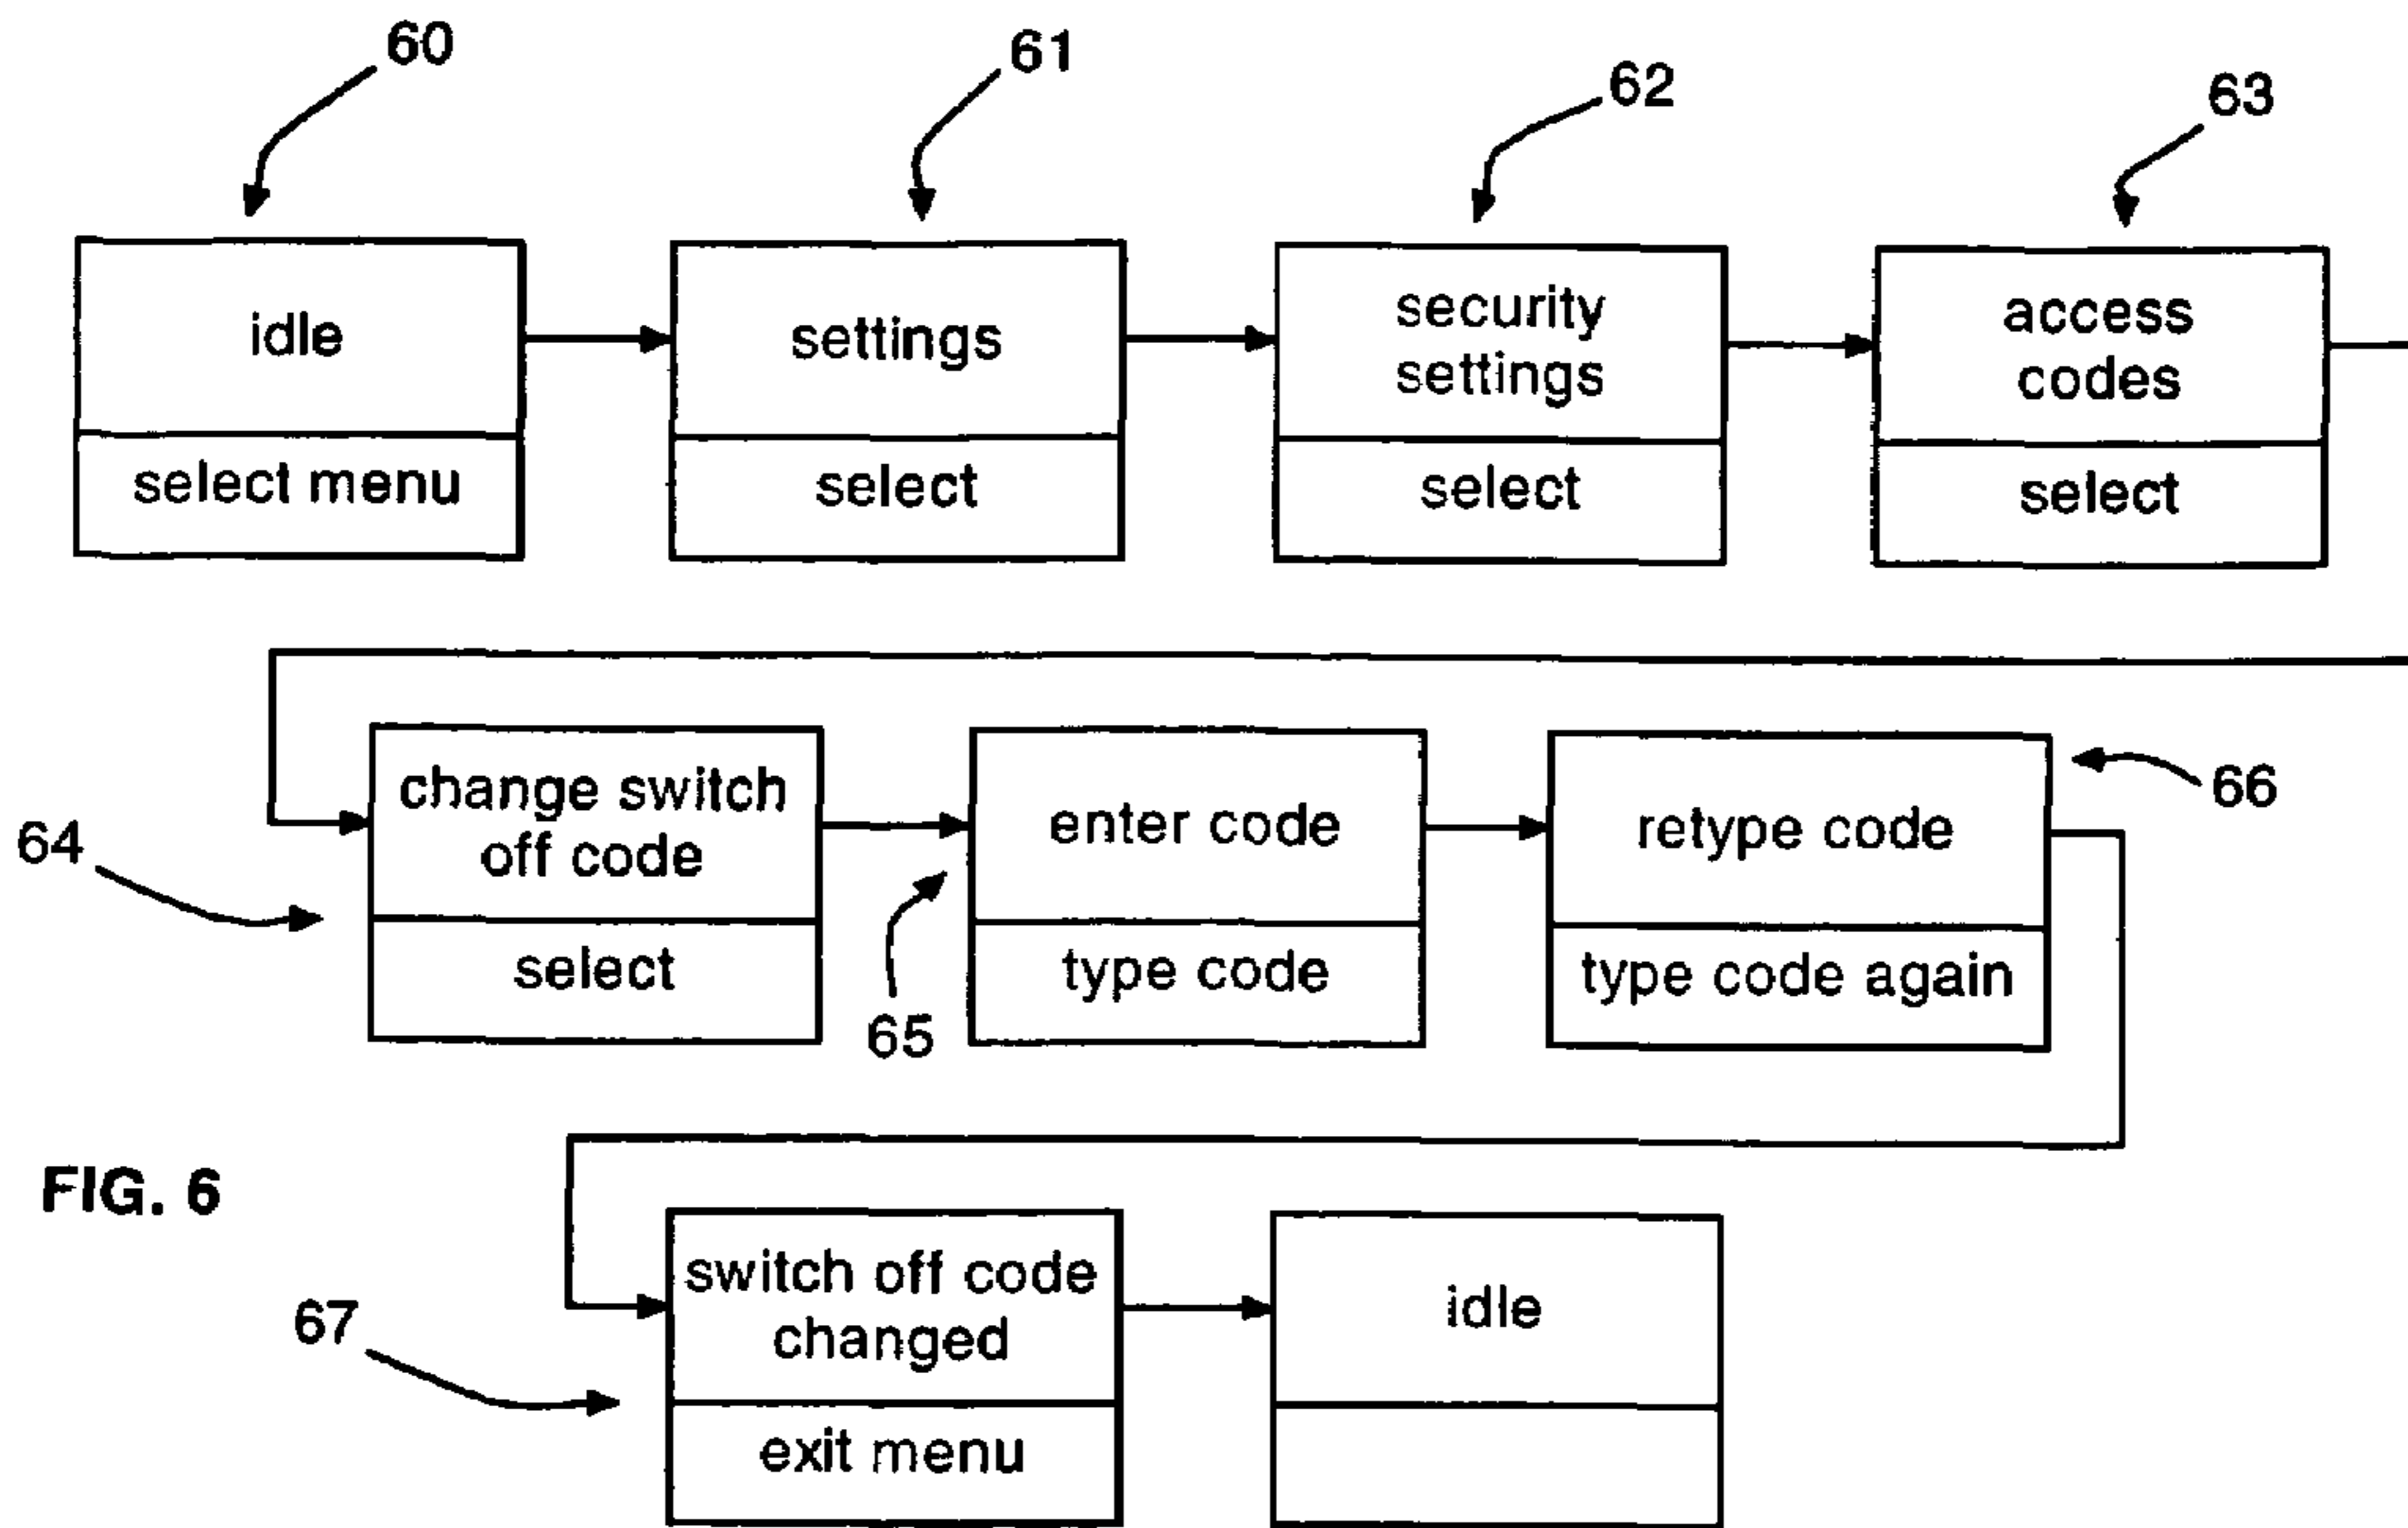 60
61
62
63
idle
select menu
settings
select
security
settings
select
access
codes
select
64
change switch
off code
select
65
enter code
type code
66
retype code
type code again
FIG. 6
67
switch off code
changed
exit menu
idle